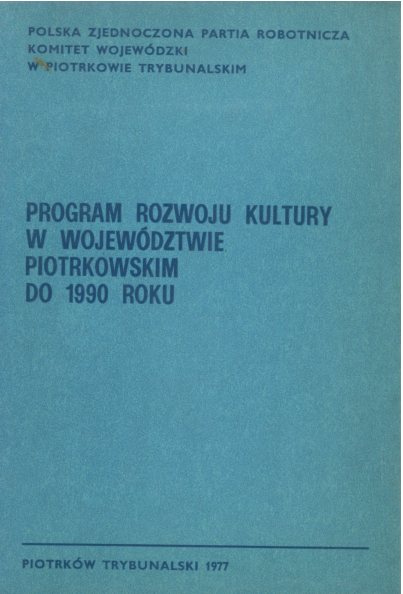 POLSKA ZJEDNOCZONA PARTIA ROBOTNICZA
KOMITET WOJEWÓDZKI
W PIOTRKOWIE TRYBUNALSKIM
PROGRAM ROZWOJU KULTURY
W WOJEWÓDZTWIE
PIOTRKOWSKIM
DO 1990 ROKU
PIOTRKÓW TRYBUNALSKI 1977